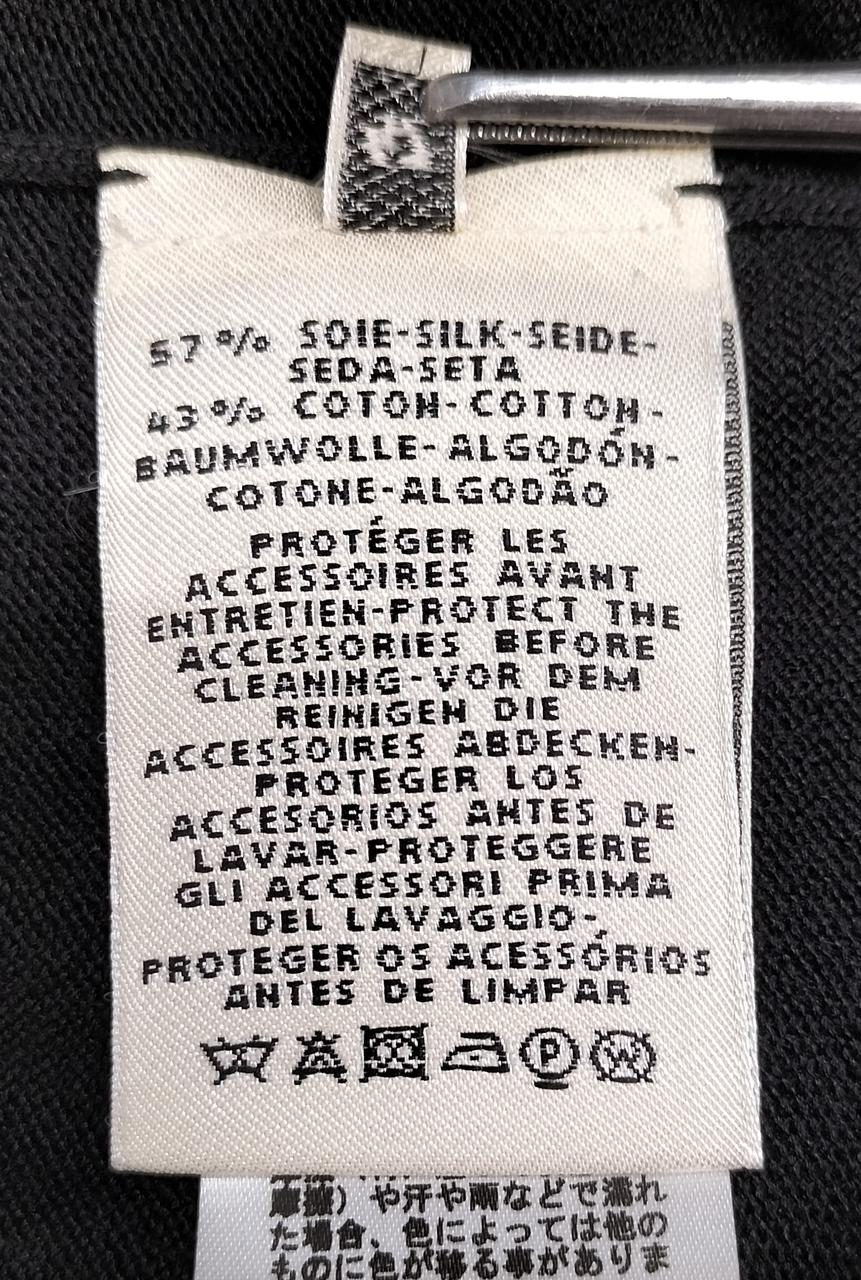 57% SOIE-SILK-SEIDE-
SEDA-SETA
43% COTON-COTTON-
BAUMWOLLE-ALGODÓN-
COTONE-ALGODÃO
PROTÉGER LES
ACCESSOIRES AVANT
ENTRETIEN-PROTECT THE
ACCESSORIES BEFORE
CLEANING-VOR DEM
REINIGEN DIE
ACCESSOIRES ABDECKEN-
PROTEGER LOS
ACCESORIOS ANTES DE
LAVAR-PROTEGGERE
GLI ACCESSORI PRIMA
DEL LAVAGGIO-
PROTEGER OS ACESSÓRIOS
ANTES DE LIMPAR
P W
摩擦）や汗や雨などで濡れ
た場合、色によっては他の
ものに色が移る事がありま